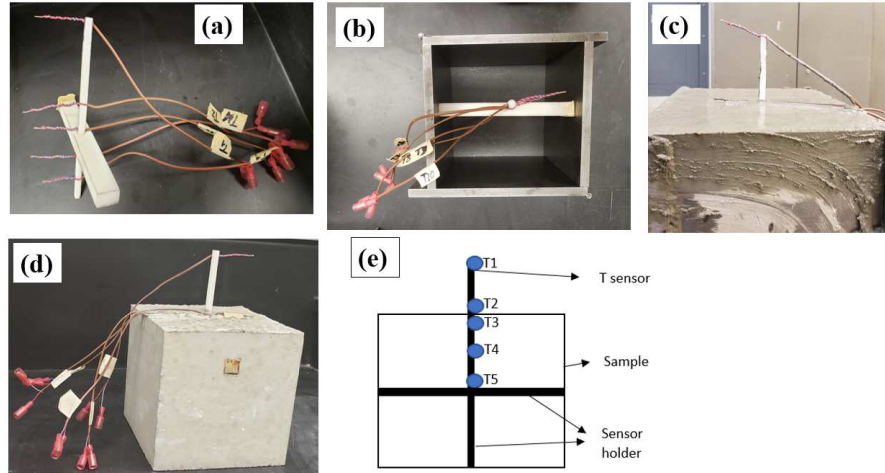 (a)
(b)
(c)
(d)
(e)
T1
T sensor
T2
T3
T4
Sample
T5
Sensor
holder